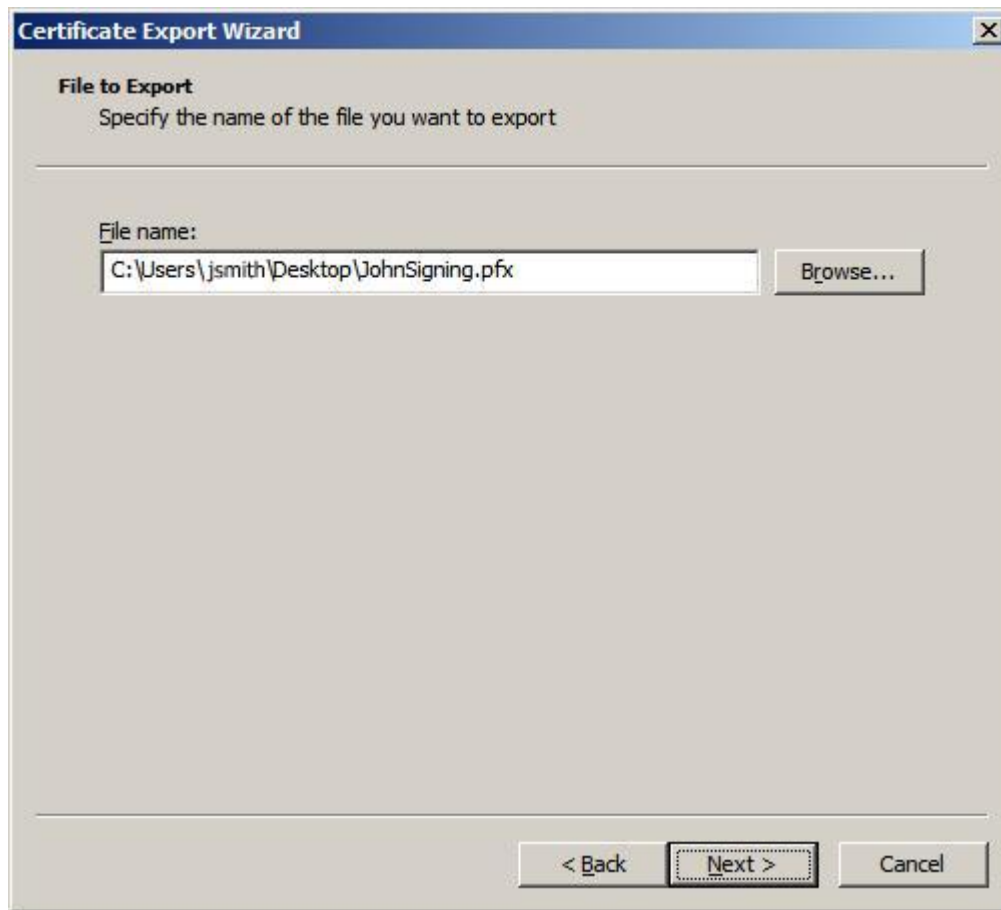 Certificate Export Wizard
File to Export
Specify the name of the file you want to export
File name:
C:\Users\jsmith\Desktop\JohnSigning.pfx
Browse...
< Back
Next >
Cancel